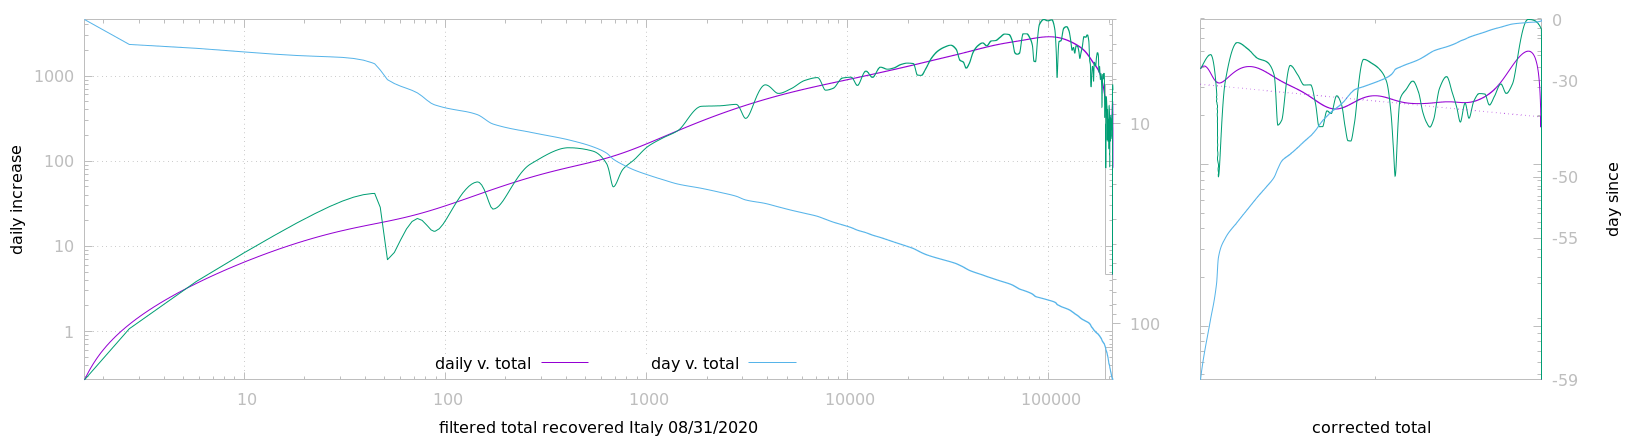 daily increase
1000
100
10
1
10
100
1000
10000
100000
10
100
daily v. total
day v. total
filtered total recovered Italy 08/31/2020
0
-30
-50
-55
-59
day since
corrected total